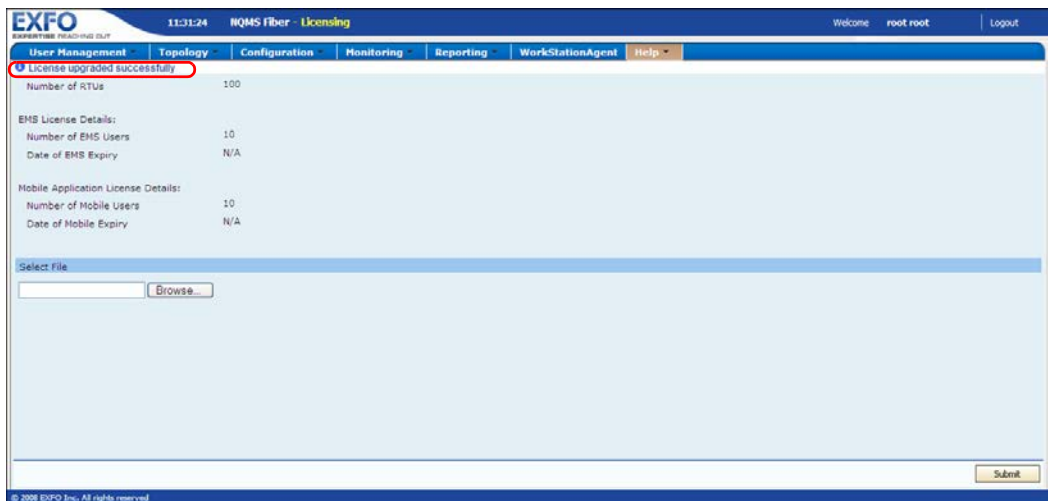 EXFO
EXPERTISE REACHING OUT
11:31:24 NQMS Fiber - Licensing Welcome root root Logout
User Management Topology Configuration Monitoring Reporting WorkStationAgent Help
License upgraded successfully
Number of RTUs 100
EMS License Details:
Number of EMS Users 10
Date of EMS Expiry N/A
Mobile Application License Details:
Number of Mobile Users 10
Date of Mobile Expiry N/A
Select File
Browse...
Submit
© 2008 EXFO Inc. All rights reserved